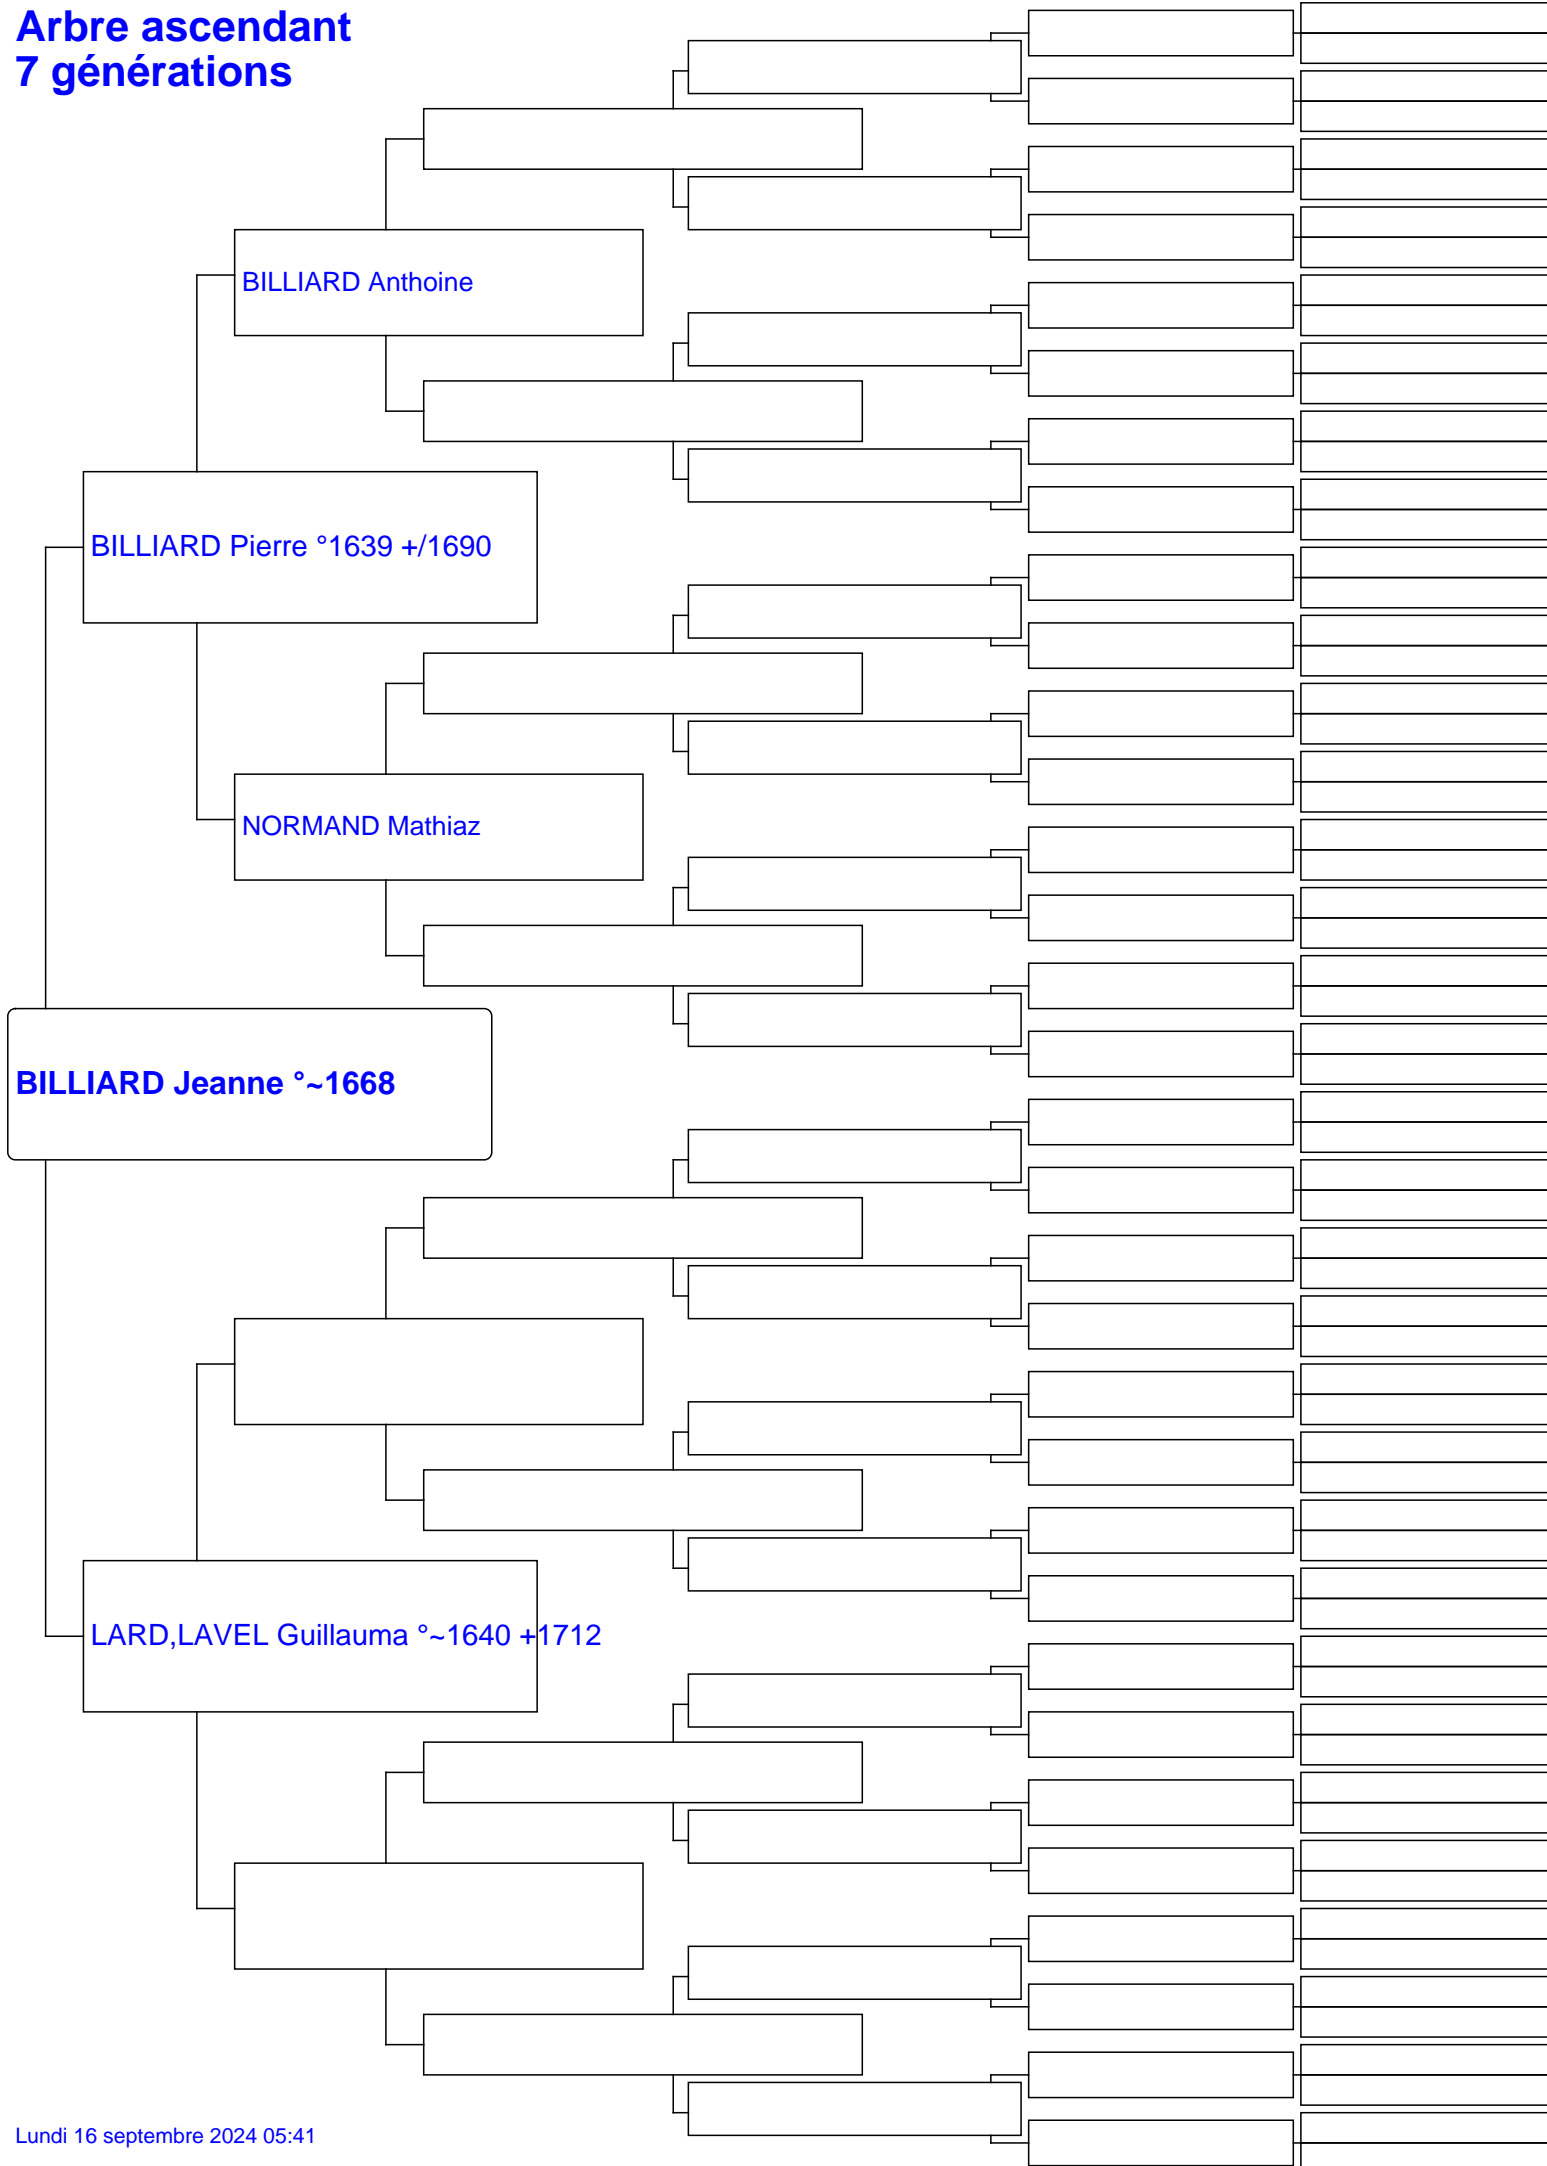 Arbre ascendant
7 générations
BILLIARD Anthoine
BILLIARD Pierre °1639 +/1690
NORMAND Mathiaz
BILLIARD Jeanne °~1668
LARD,LAVEL Guillauma °~1640 +1712
Lundi 16 septembre 2024 05:41